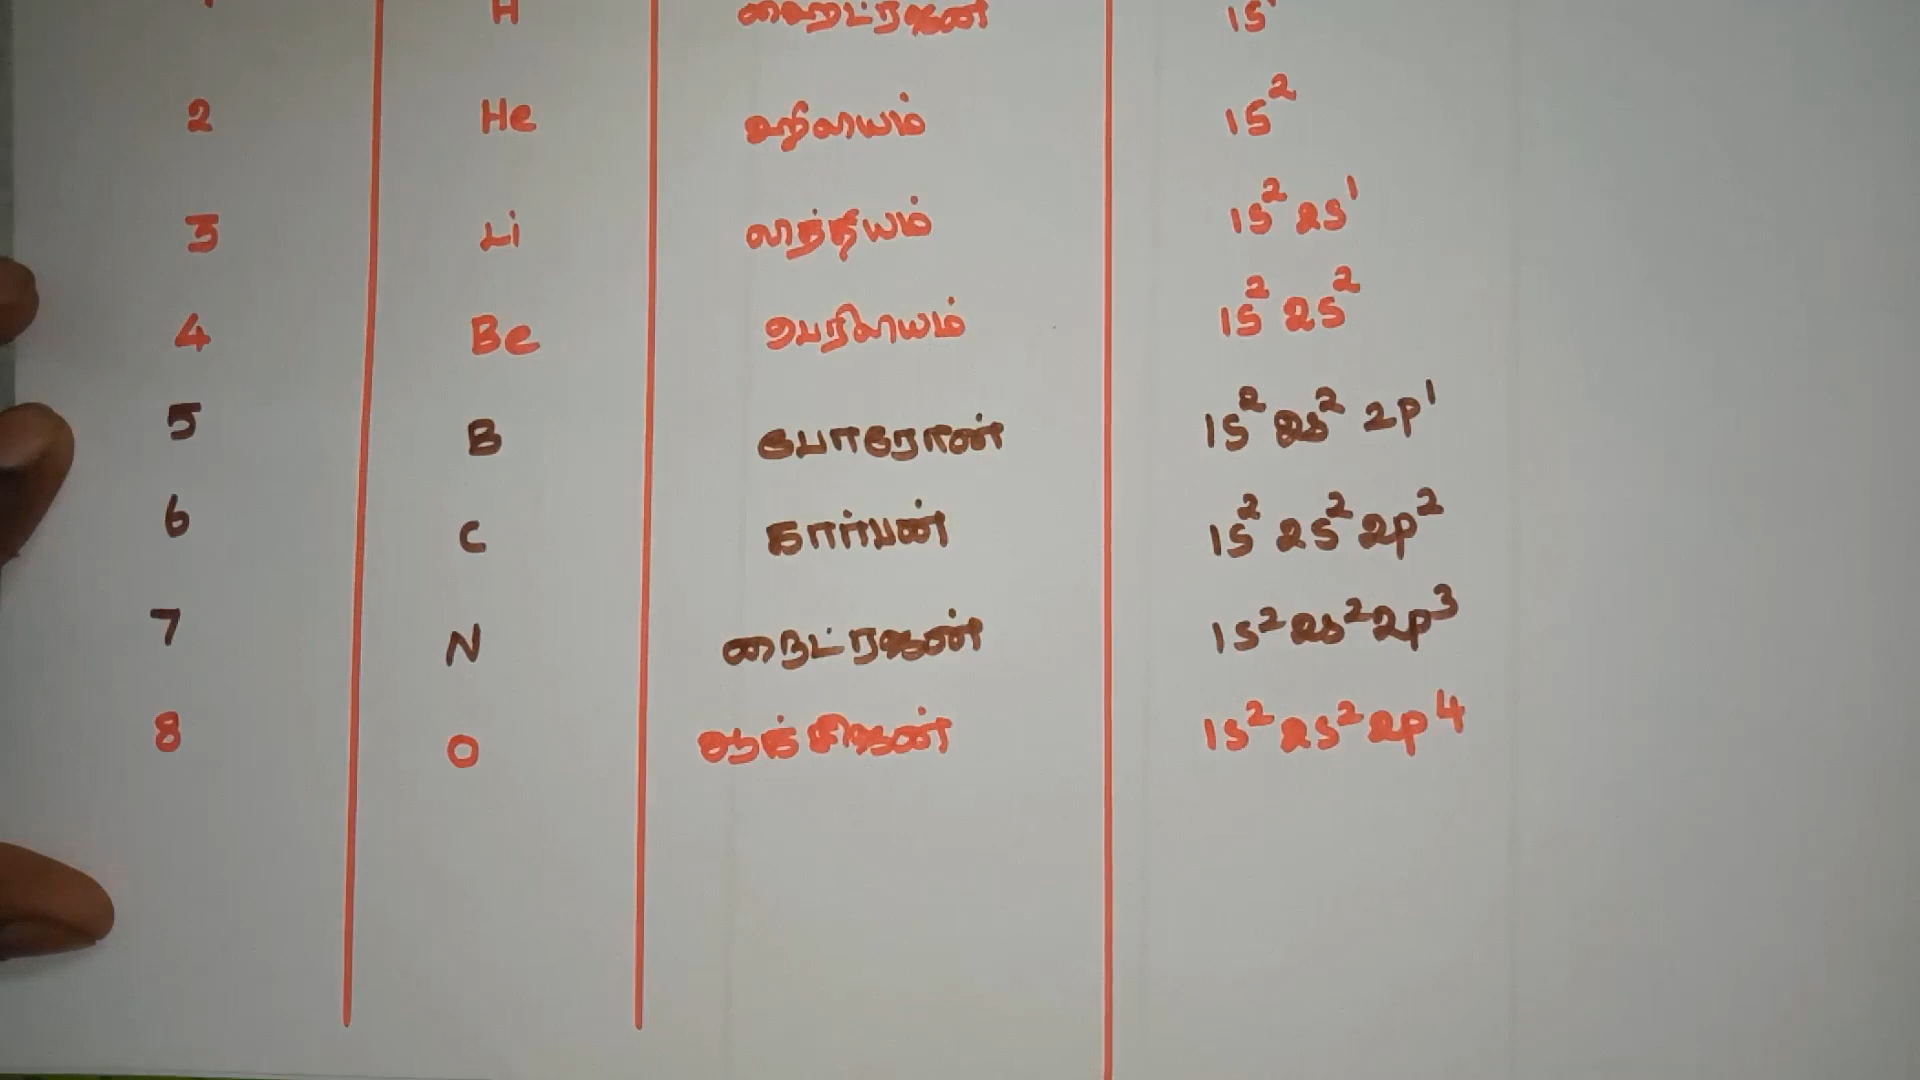 1 H ஹைட்ரஜன் 1s¹
2 He ஹிலியம் 1s²
3 Li லித்தியம் 1s² 2s¹
4 Be பெரிலியம் 1s² 2s²
5 B போரோன் 1s² 2s² 2p¹
6 C கார்பன் 1s² 2s² 2p²
7 N நைட்ரஜன் 1s² 2s² 2p³
8 O ஆக்சிஜென் 1s² 2s² 2p⁴